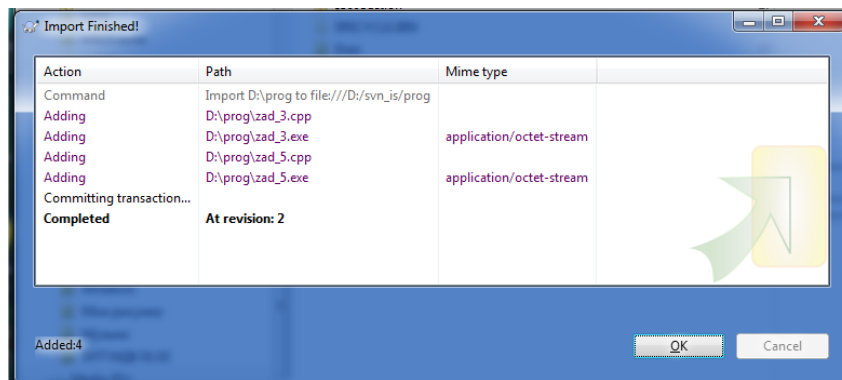 Import Finished!
Action Path Mime type
Command Import D:\prog to file:///D:/svn_is/prog
Adding D:\prog\zad_3.cpp
Adding D:\prog\zad_3.exe application/octet-stream
Adding D:\prog\zad_5.cpp
Adding D:\prog\zad_5.exe application/octet-stream
Committing transaction...
Completed At revision: 2
Added:4
OK Cancel